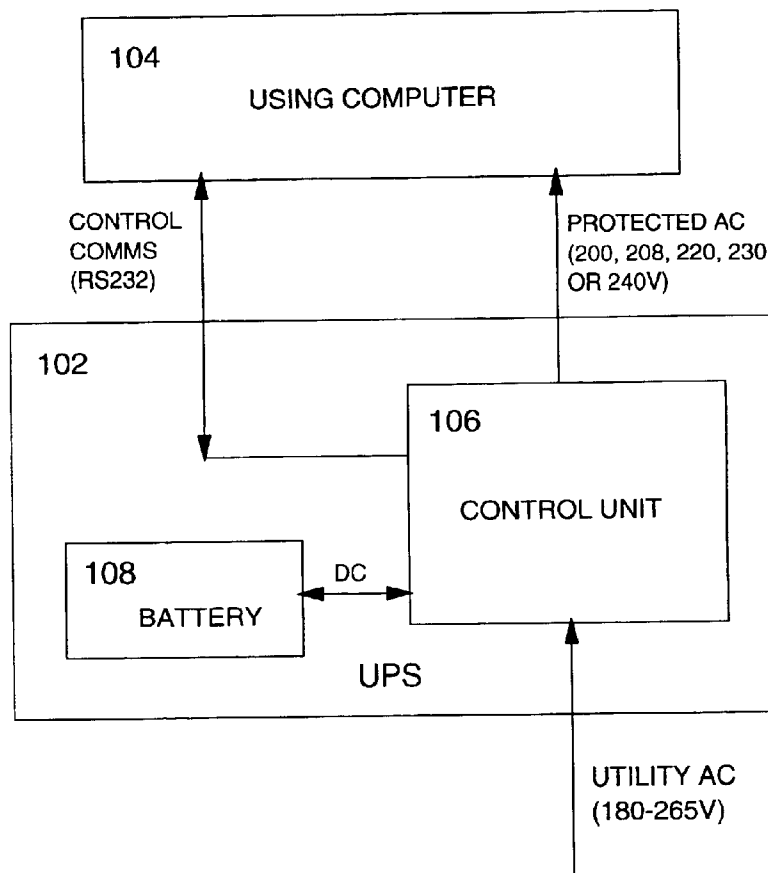 104
USING COMPUTER
CONTROL
COMMS
(RS232)
PROTECTED AC
(200, 208, 220, 230
OR 240V)
102
106
CONTROL UNIT
108
BATTERY
DC
UPS
UTILITY AC
(180-265V)